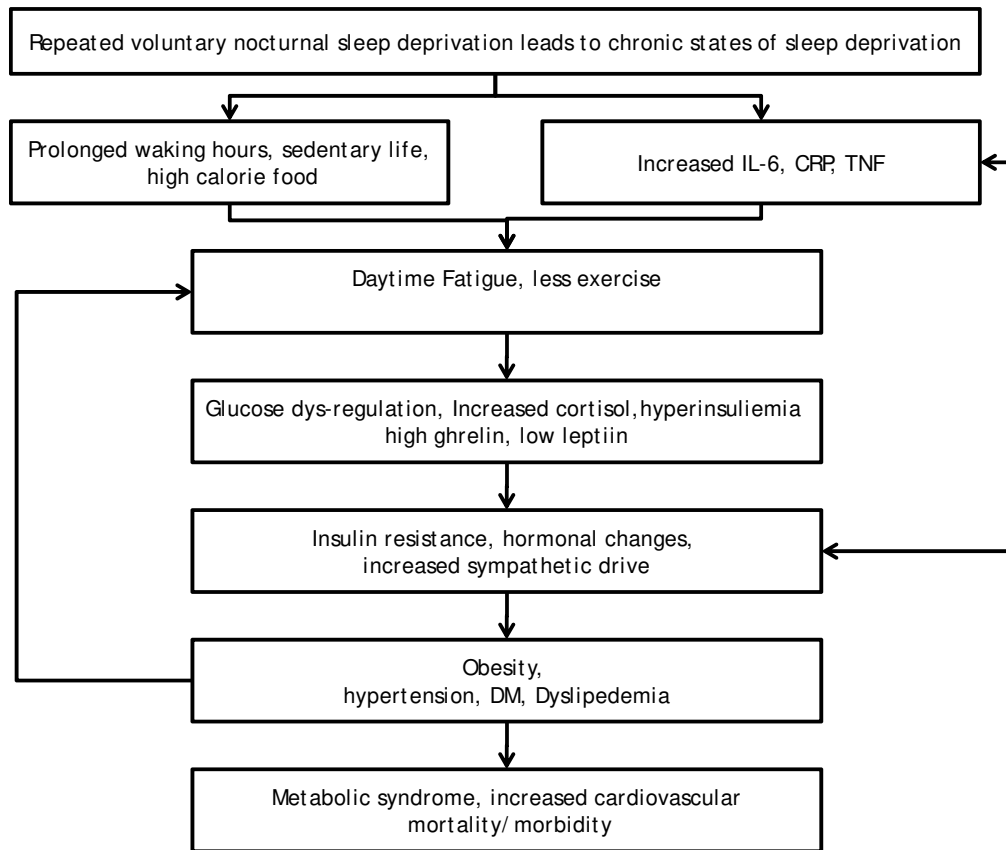 Repeated voluntary nocturnal sleep deprivation leads to chronic states of sleep deprivation
Prolonged waking hours, sedentary life,
high calorie food
Increased IL-6, CRP, TNF
Daytime Fatigue, less exercise
Glucose dys-regulation, Increased cortisol, hyperinsuliemia
high ghrelin, low leptiin
Insulin resistance, hormonal changes,
increased sympathetic drive
Obesity,
hypertension, DM, Dyslipedemia
Metabolic syndrome, increased cardiovascular
mortality/ morbidity